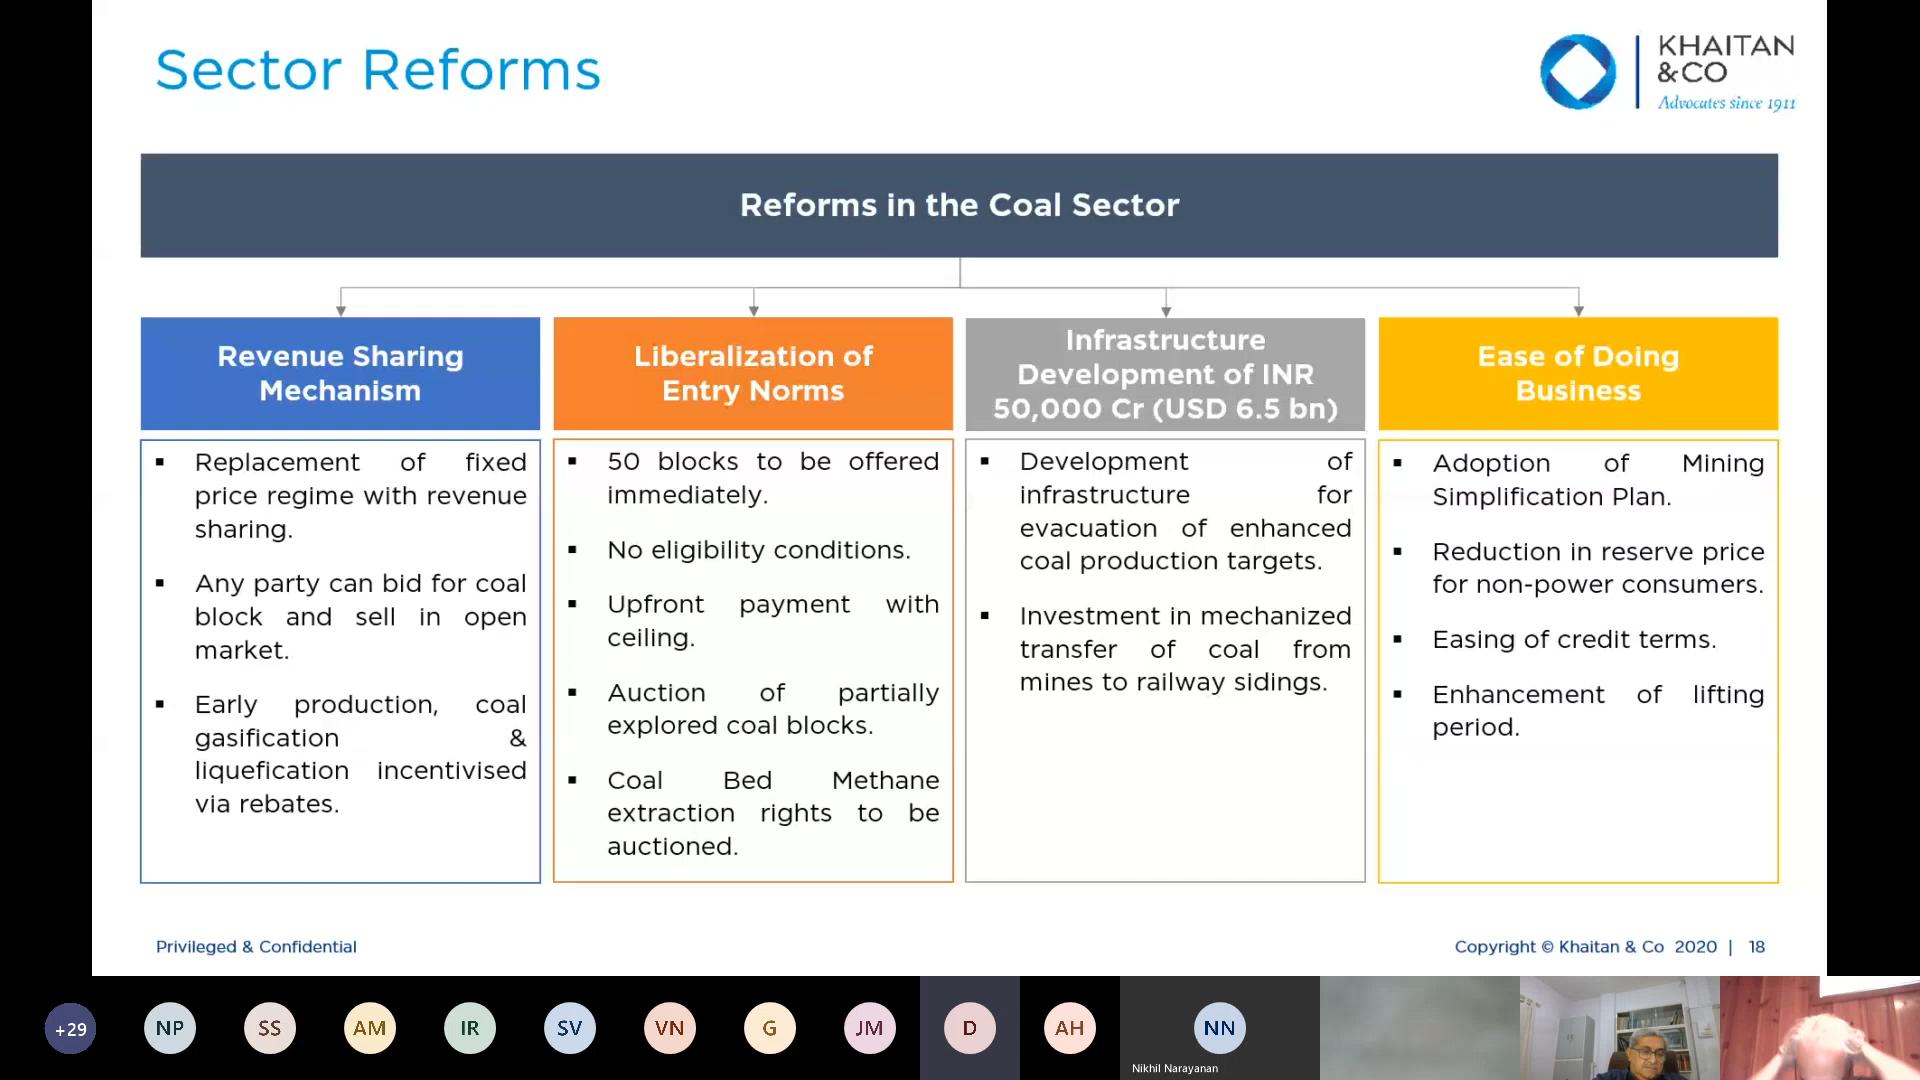 Sector Reforms
KHAITAN
&CO
Advocates since 1911
Reforms in the Coal Sector
Revenue Sharing
Mechanism
▪ Replacement of fixed
price regime with revenue
sharing.
▪ Any party can bid for coal
block and sell in open
market.
▪ Early production, coal
gasification &
liquefication incentivised
via rebates.
Liberalization of
Entry Norms
▪ 50 blocks to be offered
immediately.
▪ No eligibility conditions.
▪ Upfront payment with
ceiling.
▪ Auction of partially
explored coal blocks.
▪ Coal Bed Methane
extraction rights to be
auctioned.
Infrastructure
Development of INR
50,000 Cr (USD 6.5 bn)
▪ Development of
infrastructure for
evacuation of enhanced
coal production targets.
▪ Investment in mechanized
transfer of coal from
mines to railway sidings.
Ease of Doing
Business
▪ Adoption of Mining
Simplification Plan.
▪ Reduction in reserve price
for non-power consumers.
▪ Easing of credit terms.
▪ Enhancement of lifting
period.
Privileged & Confidential
Copyright © Khaitan & Co 2020 | 18
+29 NP SS AM IR SV VN G JM D AH NN
Nikhil Narayanan